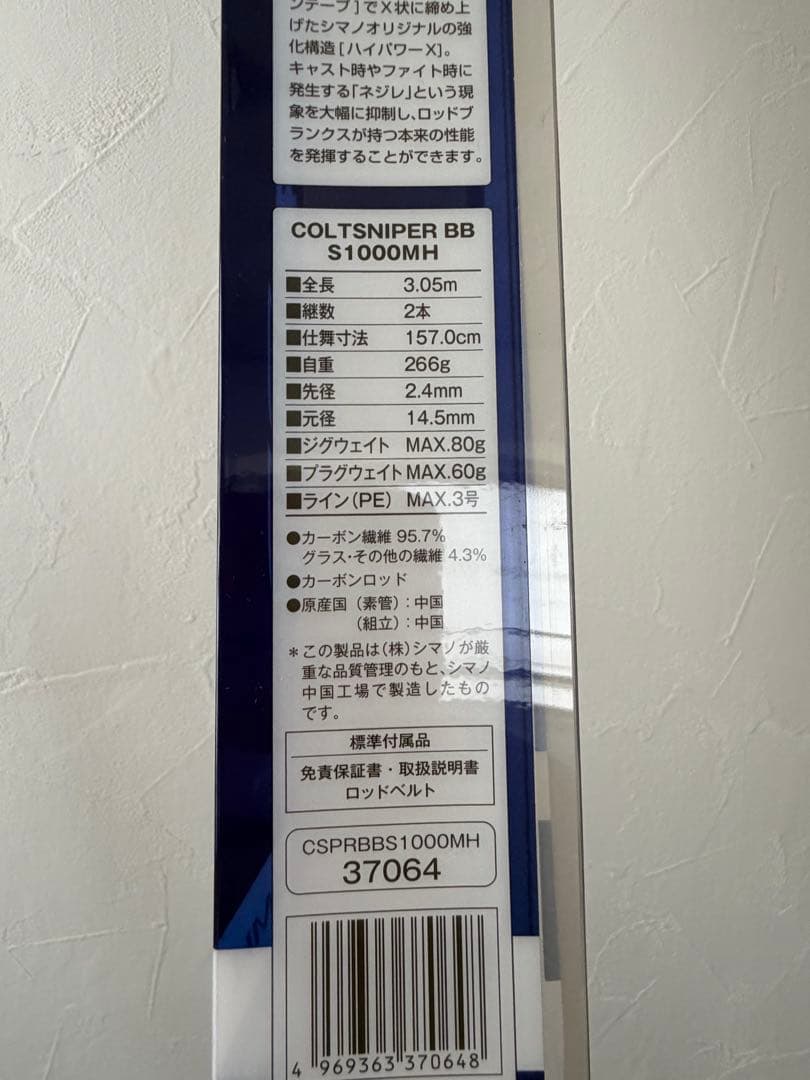 ンテープ]でX状に締め上
げたシマノオリジナルの強
化構造[ハイパワーX]。
キャスト時やファイト時に
発生する「ネジレ」という現
象を大幅に抑制し、ロッドブ
ランクスが持つ本来の性能
を発揮することができます。
COLTSNIPER BB
S1000MH
■全長 3.05m
■継数 2本
■仕舞寸法 157.0cm
■自重 266g
■先径 2.4mm
■元径 14.5mm
■ジグウェイト MAX.80g
■プラグウェイト MAX.60g
■ライン(PE) MAX.3号
●カーボン繊維 95.7%
グラス・その他の繊維 4.3%
●カーボンロッド
●原産国(素管):中国
(組立):中国
*この製品は(株)シマノが厳
重な品質管理のもと、シマノ
中国工場で製造したもの
です。
標準付属品
免責保証書・取扱説明書
ロッドベルト
CSPRBBS1000MH
37064
4 969363 370648